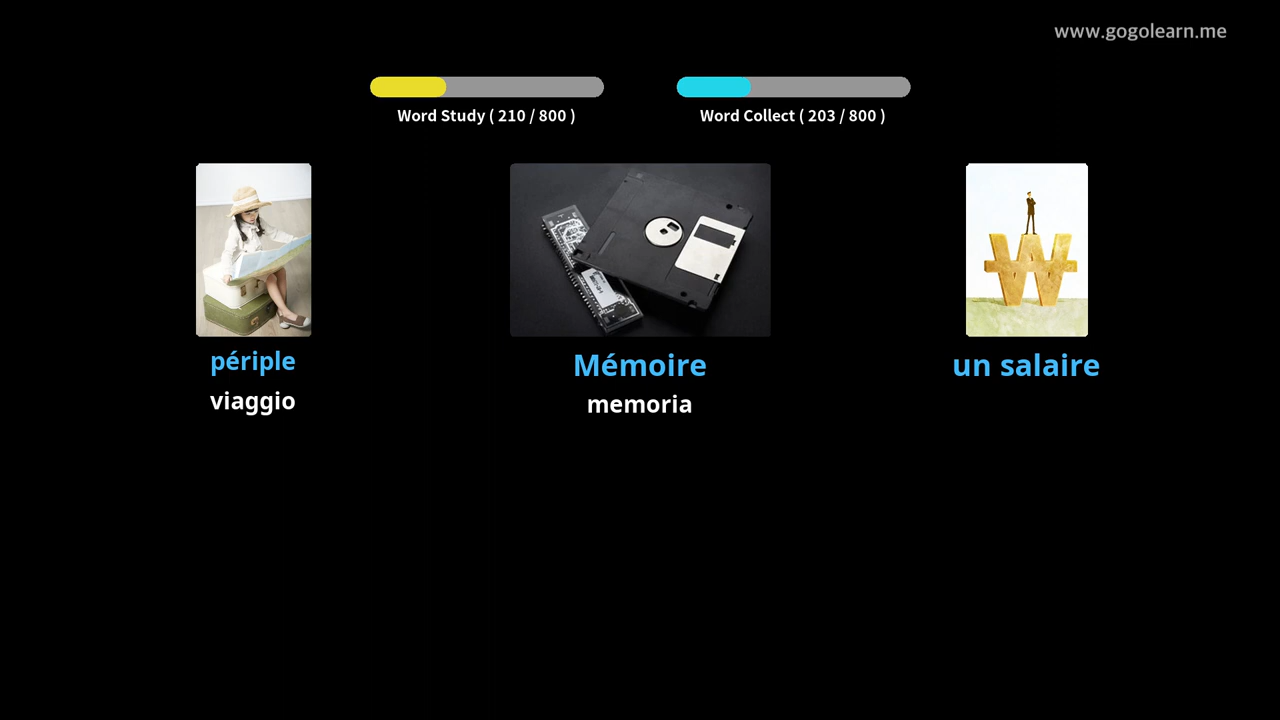 www.gogolearn.me
Word Study ( 210 / 800 )
Word Collect ( 203 / 800 )
périple
viaggio
Mémoire
memoria
un salaire